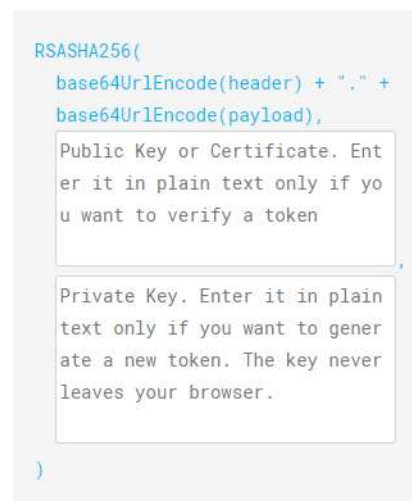 RSASHA256(
base64UrlEncode(header) + "." +
base64UrlEncode(payload),
Public Key or Certificate. Ent
er it in plain text only if yo
u want to verify a token
,
Private Key. Enter it in plain
text only if you want to gener
ate a new token. The key never
leaves your browser.
)